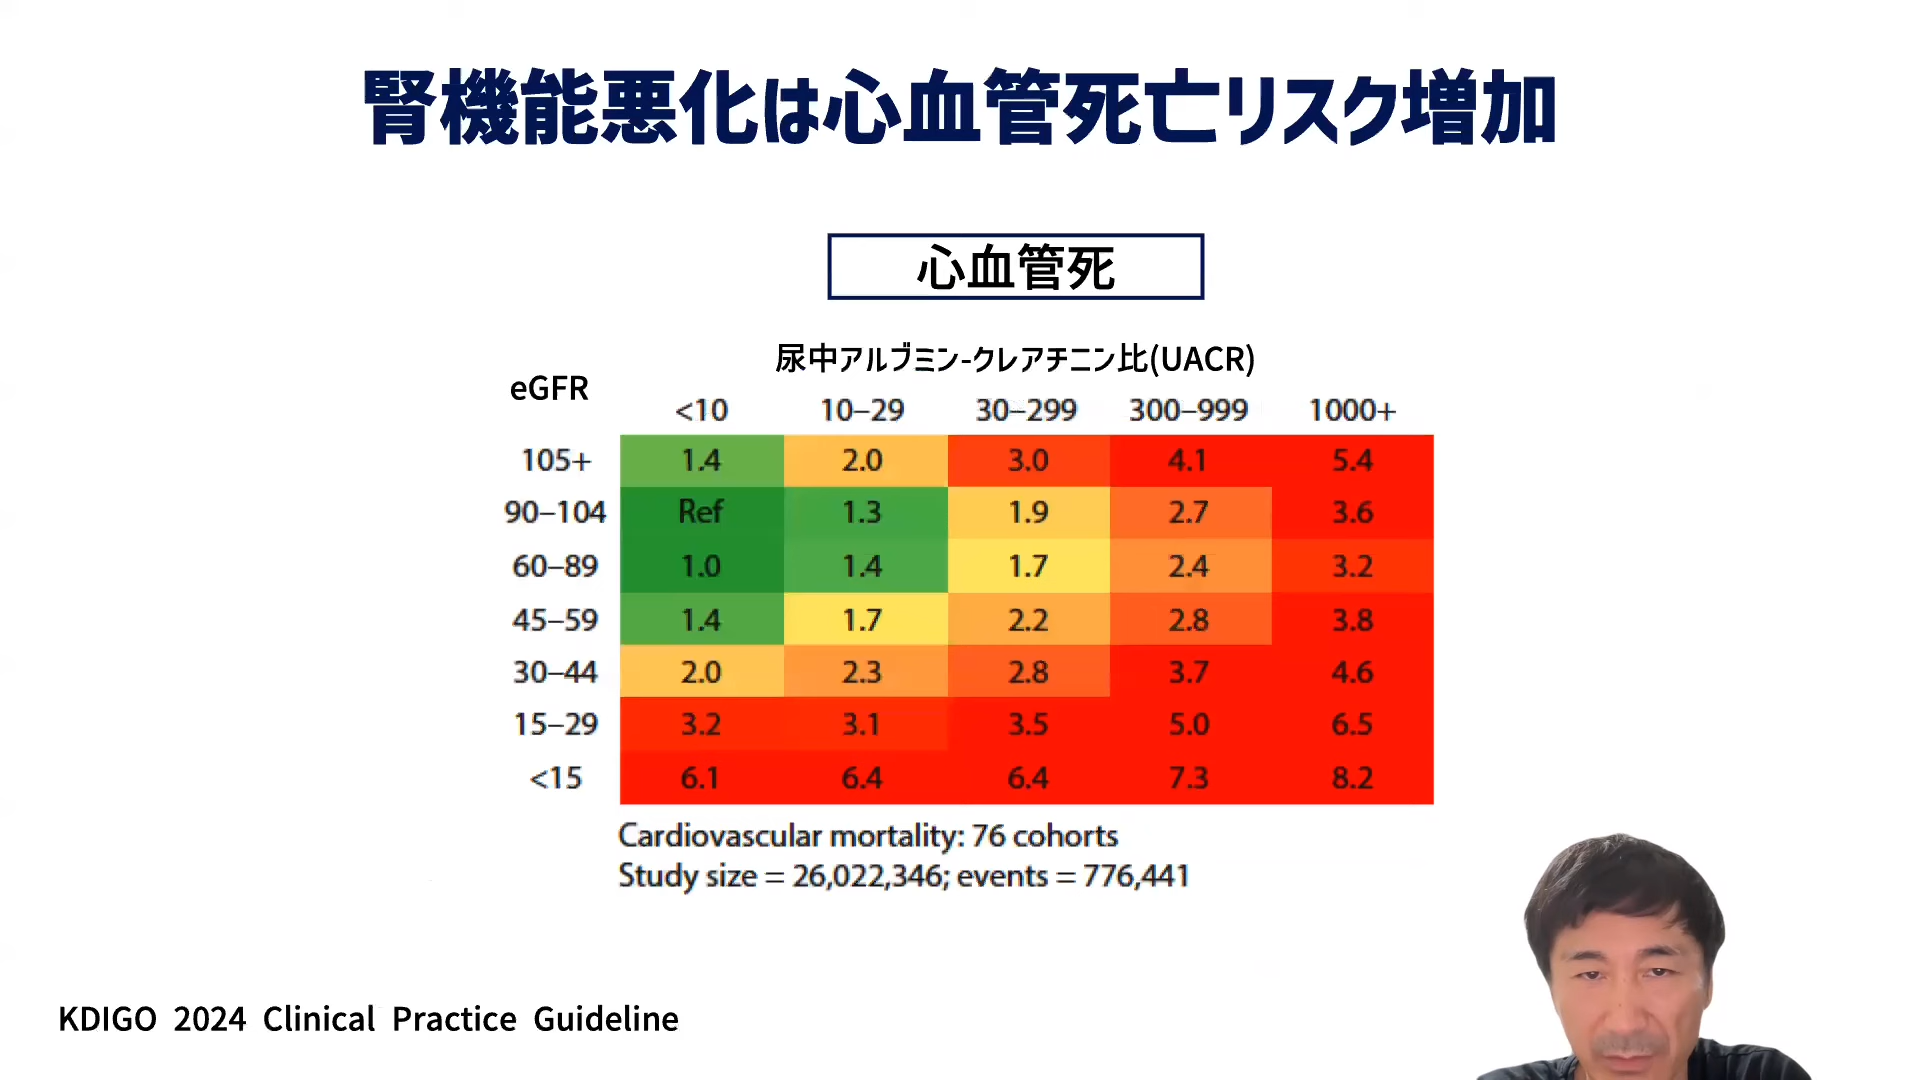 腎機能悪化は心血管死亡リスク増加
心血管死
尿中アルブミン-クレアチニン比(UACR)
eGFR
<10 10–29 30–299 300–999 1000+
105+ 1.4 2.0 3.0 4.1 5.4
90–104 Ref 1.3 1.9 2.7 3.6
60–89 1.0 1.4 1.7 2.4 3.2
45–59 1.4 1.7 2.2 2.8 3.8
30–44 2.0 2.3 2.8 3.7 4.6
15–29 3.2 3.1 3.5 5.0 6.5
<15 6.1 6.4 6.4 7.3 8.2
Cardiovascular mortality: 76 cohorts
Study size = 26,022,346; events = 776,441
KDIGO 2024 Clinical Practice Guideline